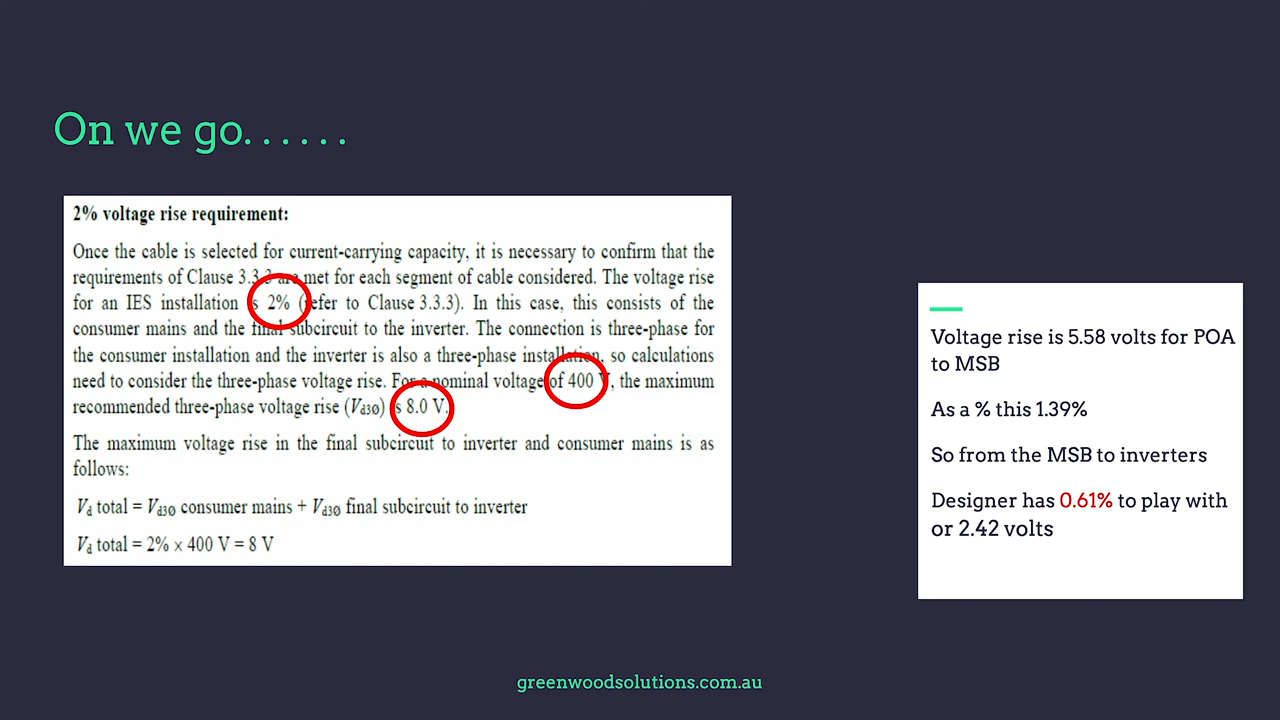 On we go. . . . . .
2% voltage rise requirement:
Once the cable is selected for current-carrying capacity, it is necessary to confirm that the
requirements of Clause 3.3.3 are met for each segment of cable considered. The voltage rise
for an IES installation is 2% (refer to Clause 3.3.3). In this case, this consists of the
consumer mains and the final subcircuit to the inverter. The connection is three-phase for
the consumer installation and the inverter is also a three-phase installation, so calculations
need to consider the three-phase voltage rise. For a nominal voltage of 400 V, the maximum
recommended three-phase voltage rise (Vd3ø) is 8.0 V.
The maximum voltage rise in the final subcircuit to inverter and consumer mains is as
follows:
Vd total = Vd3ø consumer mains + Vd3ø final subcircuit to inverter
Vd total = 2% × 400 V = 8 V
Voltage rise is 5.58 volts for POA
to MSB
As a % this 1.39%
So from the MSB to inverters
Designer has 0.61% to play with
or 2.42 volts
greenwoodsolutions.com.au